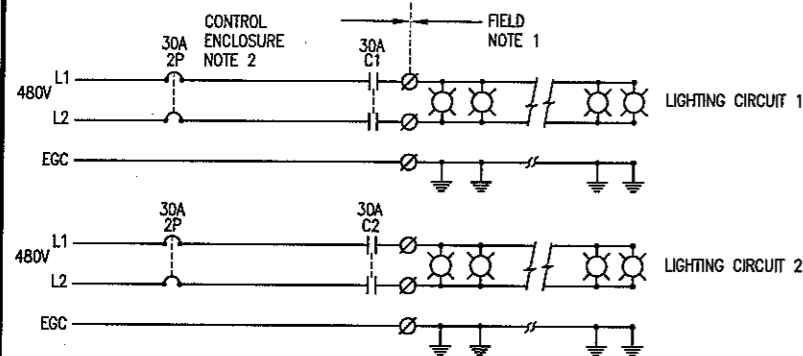 CONTROL
ENCLOSURE
NOTE 2
FIELD
NOTE 1
30A
2P
30A
C1
L1
480V
L2
EGC
LIGHTING CIRCUIT 1
30A
2P
30A
C2
L1
480V
L2
EGC
LIGHTING CIRCUIT 2